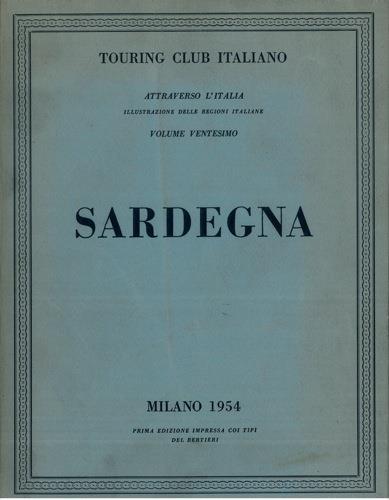 TOURING CLUB ITALIANO
ATTRAVERSO L'ITALIA
ILLUSTRAZIONE DELLE REGIONI ITALIANE
VOLUME VENTESIMO
SARDEGNA
MILANO 1954
PRIMA EDIZIONE IMPRESSA COI TIPI
DEL BERTIERI